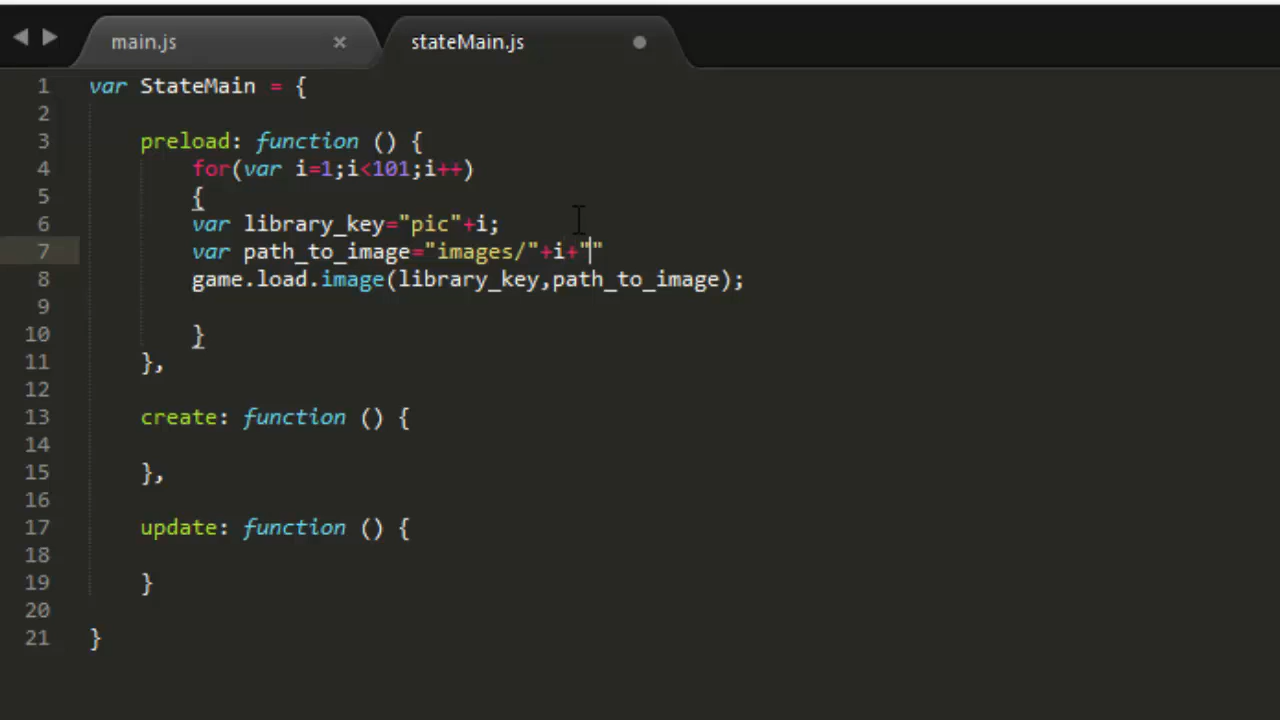 main.js × stateMain.js
1 var StateMain = {
2
3 preload: function () {
4 for(var i=1;i<101;i++)
5 {
6 var library_key="pic"+i;
7 var path_to_image="images/"+i+""
8 game.load.image(library_key,path_to_image);
9
10 }
11 },
12
13 create: function () {
14
15 },
16
17 update: function () {
18
19 }
20
21 }